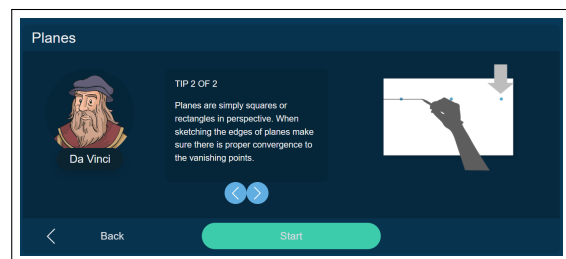 Planes
TIP 2 OF 2
Planes are simply squares or
rectangles in perspective. When
sketching the edges of planes make
sure there is proper convergence to
the vanishing points.
Da Vinci
Back
Start